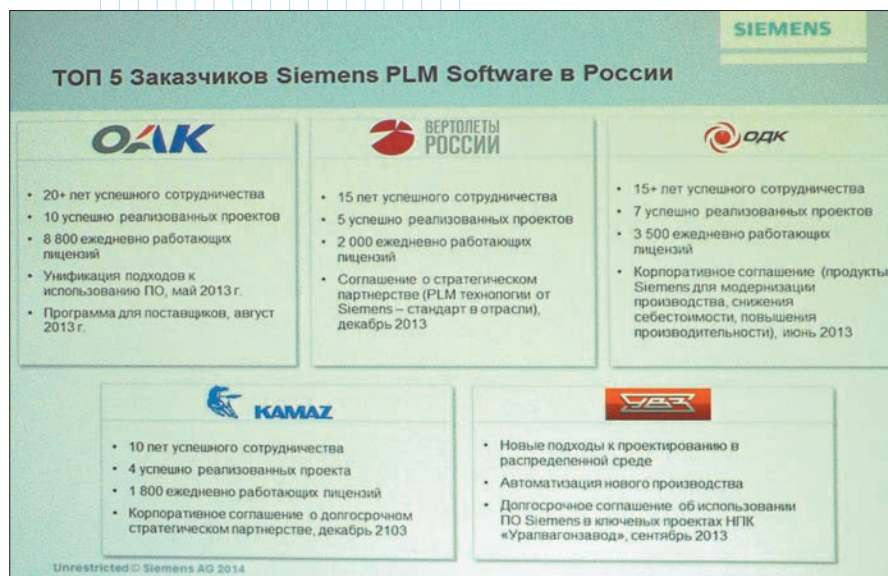 SIEMENS
ТОП 5 Заказчиков Siemens PLM Software в России
ОАК
• 20+ лет успешного сотрудничества
• 10 успешно реализованных проектов
• 8 800 ежедневно работающих
лицензий
• Унификация подходов к
использованию ПО, май 2013 г.
• Программа для поставщиков, август
2013 г.
ВЕРТОЛЕТЫ
РОССИИ
• 15 лет успешного сотрудничества
• 5 успешно реализованных проектов
• 2 000 ежедневно работающих
лицензий
• Соглашение о стратегическом
партнерстве (PLM технологии от
Siemens – стандарт в отрасли),
декабрь 2013
ОДК
• 15+ лет успешного сотрудничества
• 7 успешно реализованных проектов
• 3 500 ежедневно работающих
лицензий
• Корпоративное соглашение (продукты
Siemens для модернизации
производства, снижения
себестоимости, повышения
производительности), июнь 2013
KAMAZ
• 10 лет успешного сотрудничества
• 4 успешно реализованных проекта
• 1 800 ежедневно работающих лицензий
• Корпоративное соглашение о долгосрочном
стратегическом партнерстве, декабрь 2103
УВЗ
• Новые подходы к проектированию в
распределенной среде
• Автоматизация нового производства
• Долгосрочное соглашение об использовании
ПО Siemens в ключевых проектах НПК
«Уралвагонзавод», сентябрь 2013
Unrestricted © Siemens AG 2014